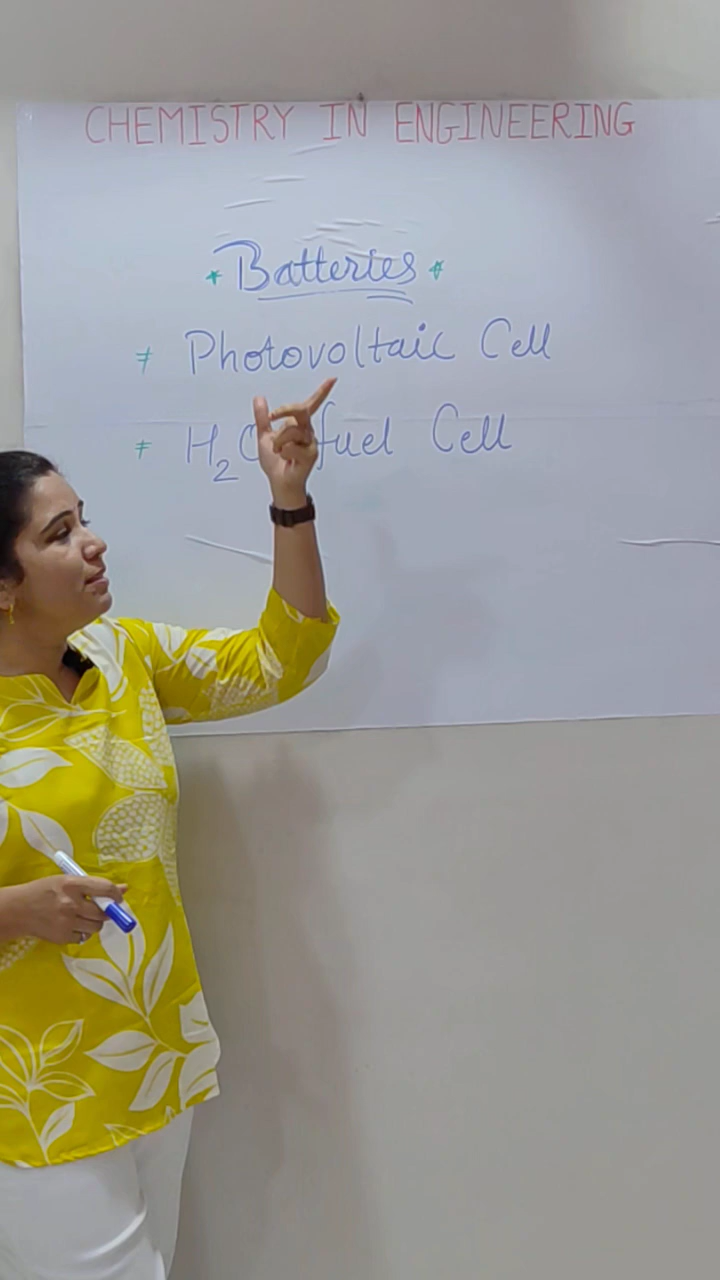 CHEMISTRY IN ENGINEERING
* Batteries *
≠ Photovoltaic Cell
≠ H₂ fuel Cell